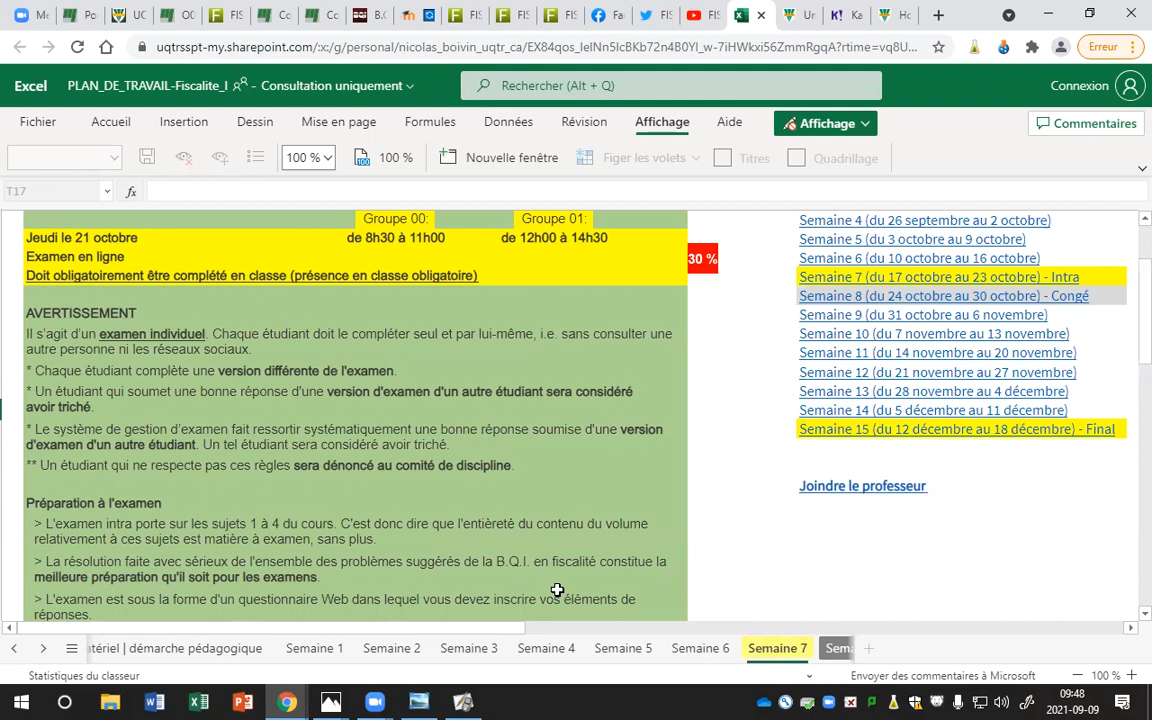 Me
Po
UC
OC
FIS
Co
Co
B.C
m
FIS
FIS
FIS
Fac
FIS
Un
Ka
Ho
uqtrsspt-my.sharepoint.com/:x:/g/personal/nicolas_boivin_uqtr_ca/EX84qos_leINn5IcBKb72n4B0Yl_w-7iHWkxi56ZmmRgqA?rtime=vq8U...
Erreur
Excel PLAN_DE_TRAVAIL-Fiscalite_I - Consultation uniquement
Rechercher (Alt + Q)
Connexion
Fichier Accueil Insertion Dessin Mise en page Formules Données Révision Affichage Aide Affichage Commentaires
100 % 100 % Nouvelle fenêtre Figer les volets Titres Quadrillage
T17 fx
Groupe 00: Groupe 01:
Jeudi le 21 octobre de 8h30 à 11h00 de 12h00 à 14h30
Examen en ligne 30 %
Doit obligatoirement être complété en classe (présence en classe obligatoire)
AVERTISSEMENT
Il s'agit d'un examen individuel. Chaque étudiant doit le compléter seul et par lui-même, i.e. sans consulter une
autre personne ni les réseaux sociaux.
* Chaque étudiant complète une version différente de l'examen.
* Un étudiant qui soumet une bonne réponse d'une version d'examen d'un autre étudiant sera considéré
avoir triché.
* Le système de gestion d'examen fait ressortir systématiquement une bonne réponse soumise d'une version
d'examen d'un autre étudiant. Un tel étudiant sera considéré avoir triché.
** Un étudiant qui ne respecte pas ces règles sera dénoncé au comité de discipline.
Préparation à l'examen
> L'examen intra porte sur les sujets 1 à 4 du cours. C'est donc dire que l'entièreté du contenu du volume
relativement à ces sujets est matière à examen, sans plus.
> La résolution faite avec sérieux de l'ensemble des problèmes suggérés de la B.Q.I. en fiscalité constitue la
meilleure préparation qu'il soit pour les examens.
> L'examen est sous la forme d'un questionnaire Web dans lequel vous devez inscrire vos éléments de
réponses.
Semaine 4 (du 26 septembre au 2 octobre)
Semaine 5 (du 3 octobre au 9 octobre)
Semaine 6 (du 10 octobre au 16 octobre)
Semaine 7 (du 17 octobre au 23 octobre) - Intra
Semaine 8 (du 24 octobre au 30 octobre) - Congé
Semaine 9 (du 31 octobre au 6 novembre)
Semaine 10 (du 7 novembre au 13 novembre)
Semaine 11 (du 14 novembre au 20 novembre)
Semaine 12 (du 21 novembre au 27 novembre)
Semaine 13 (du 28 novembre au 4 décembre)
Semaine 14 (du 5 décembre au 11 décembre)
Semaine 15 (du 12 décembre au 18 décembre) - Final
Joindre le professeur
atériel | démarche pédagogique Semaine 1 Semaine 2 Semaine 3 Semaine 4 Semaine 5 Semaine 6 Semaine 7 Sema
Statistiques du classeur Envoyer des commentaires à Microsoft 100 %
09:48
2021-09-09